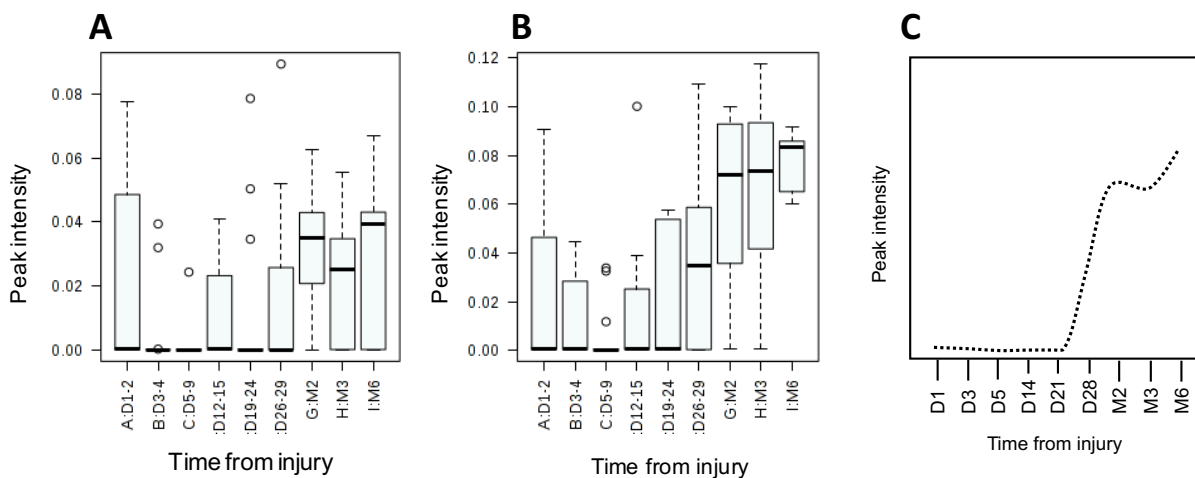 A
B
C
Peak intensity
0.08
0.06
0.04
0.02
0.00
A:D1-2
B:D3-4
C:D5-9
:D12-15
:D19-24
:D26-29
G:M2
H:M3
I:M6
Time from injury
Peak intensity
0.12
0.10
0.08
0.06
0.04
0.02
0.00
A:D1-2
B:D3-4
C:D5-9
:D12-15
:D19-24
:D26-29
G:M2
H:M3
I:M6
Time from injury
Peak intensity
D1
D3
D5
D14
D21
D28
M2
M3
M6
Time from injury